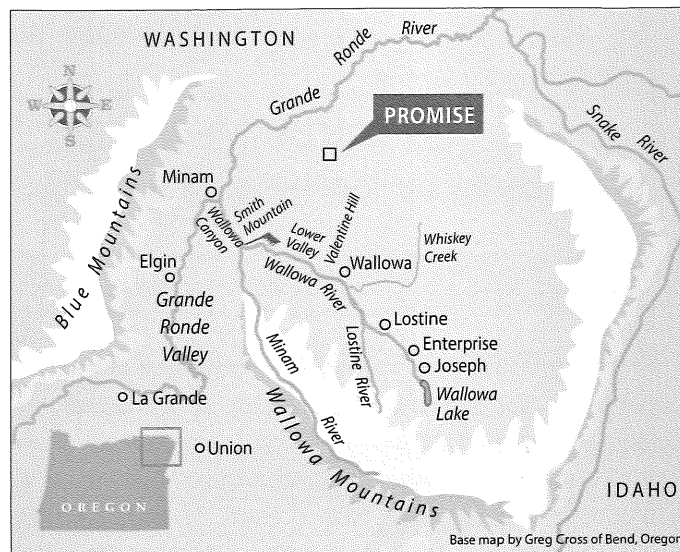 WASHINGTON
Grande Ronde River
N
W E
S
PROMISE
Snake River
Minam
Smith Mountain
Wallowa Canyon
Lower Valley
Valentine Hill
Whiskey Creek
Wallowa
Wallowa River
Blue Mountains
Elgin
Grande Ronde Valley
Lostine
Enterprise
Joseph
Lostine River
Minam River
Wallowa Lake
La Grande
Wallowa Mountains
Union
OREGON
IDAHO
Base map by Greg Cross of Bend, Oregon